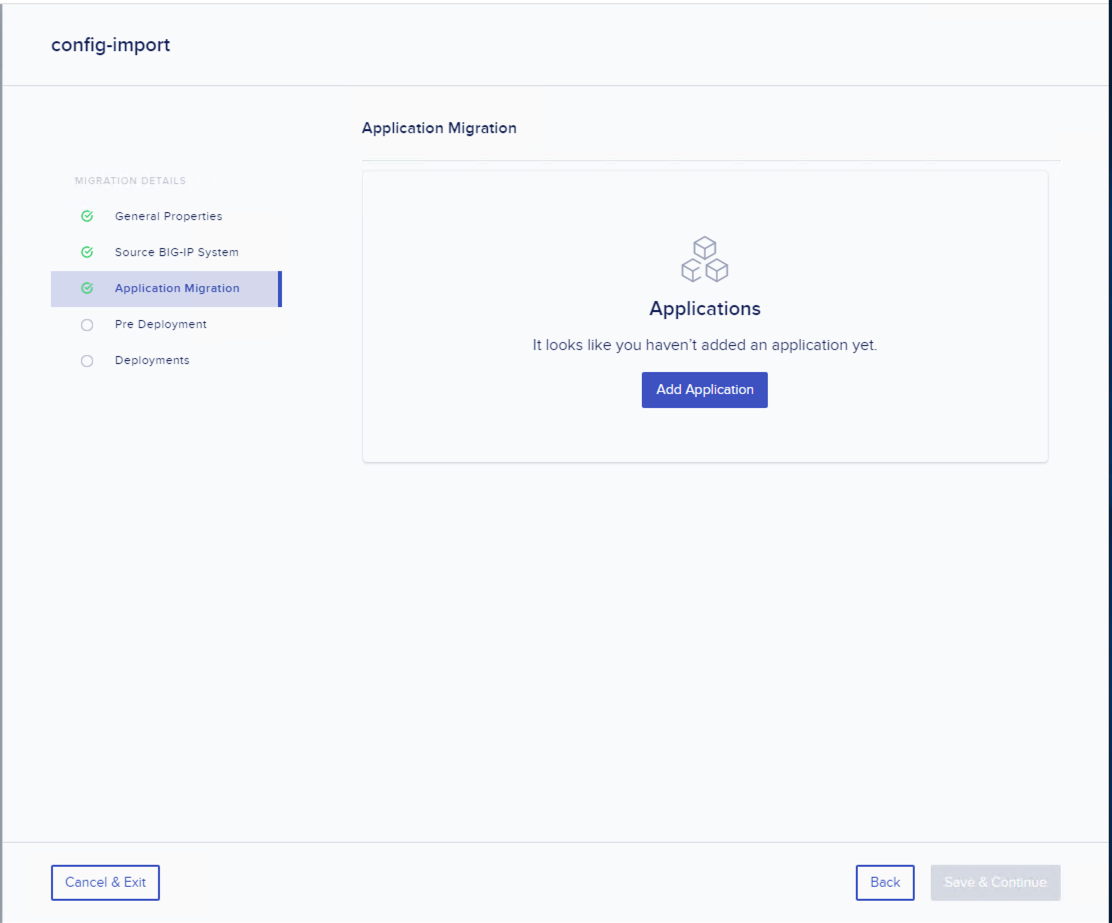 config-import
Application Migration
MIGRATION DETAILS
General Properties
Source BIG-IP System
Application Migration
Pre Deployment
Deployments
Applications
It looks like you haven't added an application yet.
Add Application
Cancel & Exit
Back
Save & Continue